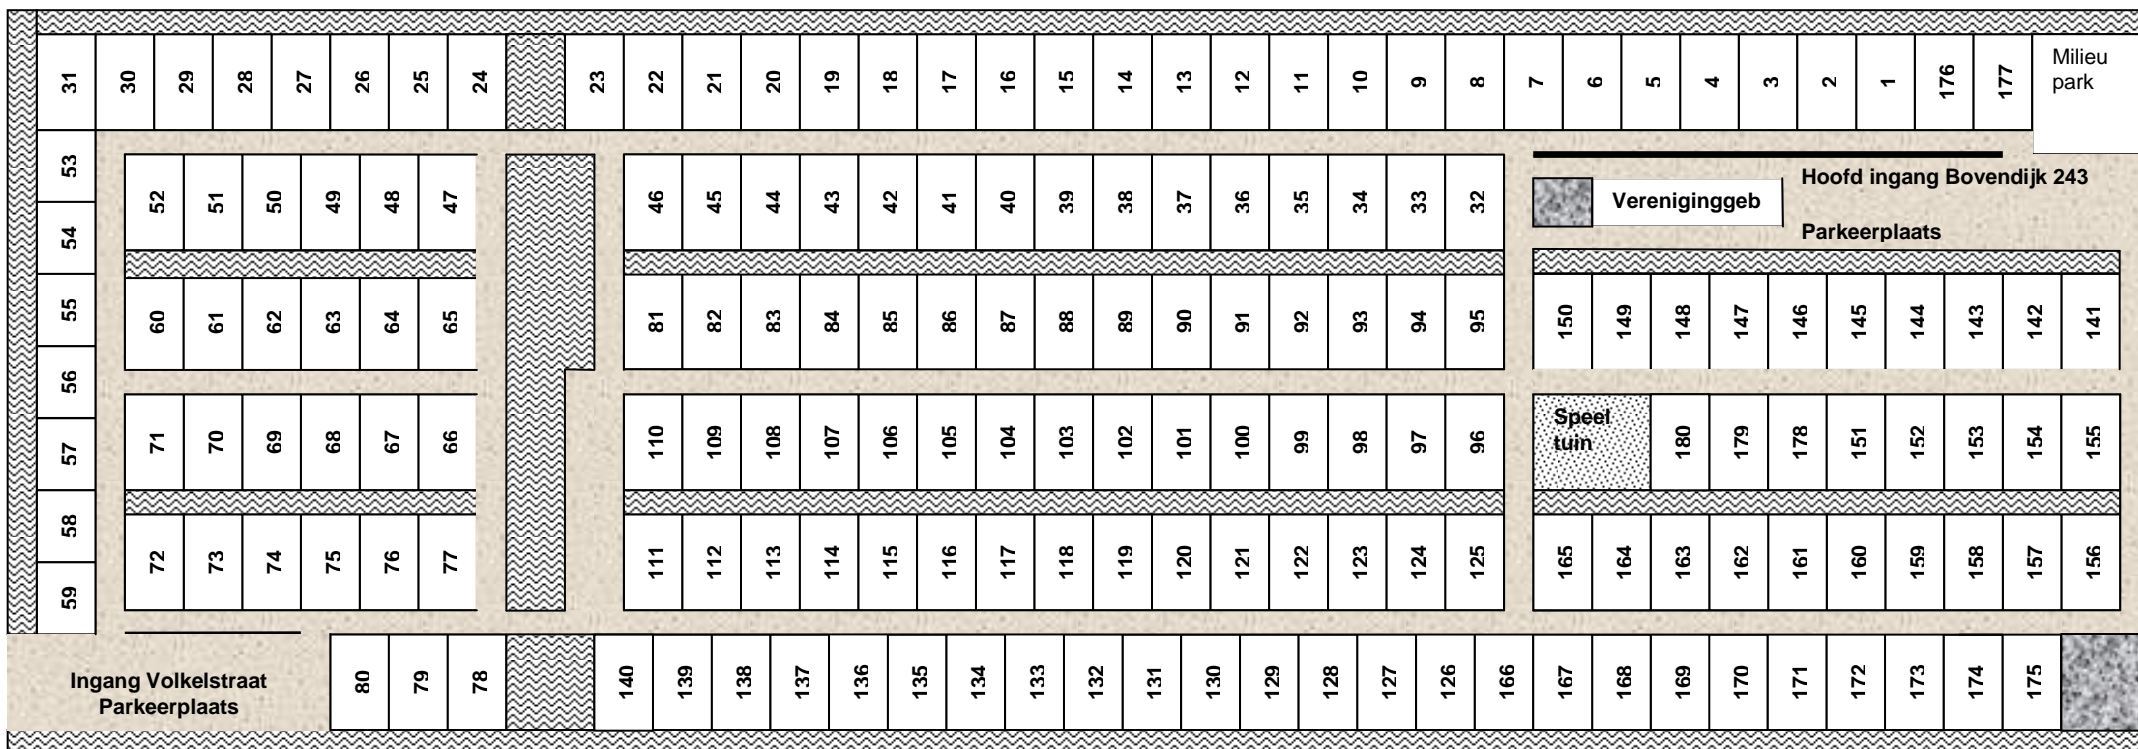 31 30 29 28 27 26 25 24 23 22 21 20 19 18 17 16 15 14 13 12 11 10 9 8 7 6 5 4 3 2 1 176 177
Milieu
park
53
54
55
56
57
58
59
52 51 50 49 48 47
46 45 44 43 42 41 40 39 38 37 36 35 34 33 32
Hoofd ingang Bovendijk 243
Vereniginggeb
Parkeerplaats
60 61 62 63 64 65
81 82 83 84 85 86 87 88 89 90 91 92 93 94 95
150 149 148 147 146 145 144 143 142 141
71 70 69 68 67 66
110 109 108 107 106 105 104 103 102 101 100 99 98 97 96
Speel
tuin
180 179 178 151 152 153 154 155
72 73 74 75 76 77
111 112 113 114 115 116 117 118 119 120 121 122 123 124 125
165 164 163 162 161 160 159 158 157 156
Ingang Volkelstraat
Parkeerplaats
80 79 78
140 139 138 137 136 135 134 133 132 131 130 129 128 127 126 166 167 168 169 170 171 172 173 174 175